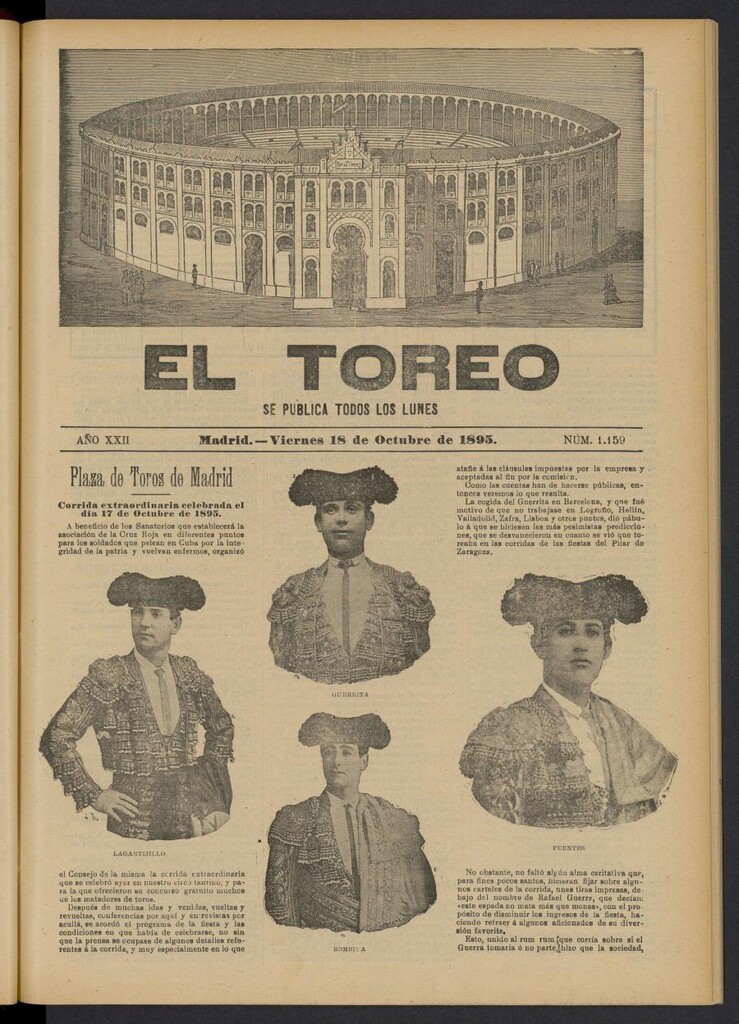 EL TOREO
SE PUBLICA TODOS LOS LUNES
AÑO XXII
Madrid.—Viernes 18 de Octubre de 1895.
NÚM. 1.159
Plaza de Toros de Madrid
Corrida extraordinaria celebrada el
día 17 de Octubre de 1895.
A beneficio de los Sanatorios que establecerá la
asociación de la Cruz Roja en diferentes puntos
para los soldados que pelean en Cuba por la inte-
gridad de la patria y vuelvan enfermos, organizó
LAGARTIJILLO
el Consejo de la misma la corrida extraordinaria
que se celebró ayer en nuestro circo taurino, y pa-
ra la que ofrecieron su concurso gratuito muchos
de los matadores de toros.
Después de muchas idas y venidas, vueltas y
revueltas, conferencias por aquí y entrevistas por
acullá, se acordó el programa de la fiesta y las
condiciones en que había de celebrarse, no sin
que la prensa se ocupase de algunos detalles refe-
rentes á la corrida, y muy especialmente en lo que
GUERRITA
BOMBITA
atañe á las cláusulas impuestas por la empresa y
aceptadas al fin por la comisión.
Como las cuentas han de hacerse públicas, en-
tonces veremos lo que resulta.
La cogida del Guerrita en Barcelona, y que fué
motivo de que no trabajase en Logroño, Hellín,
Valladolid, Zafra, Lisboa y otros puntos, dió pábu-
lo á que se hiciesen las más pesimistas prediccio-
nes, que se desvanecieron en cuanto se vió que to-
reaba en las corridas de las fiestas del Pilar de
Zaragoza.
FUENTES
No obstante, no faltó algún alma caritativa que,
para fines pocos santos, hicieran fijar sobre algu-
nos carteles de la corrida, unas tiras impresas, de-
bajo del nombre de Rafael Guerra, que decían:
«este espada no mata más que monas», con el pro-
pósito de disminuir los ingresos de la fiesta, ha-
ciendo retraer á algunos aficionados de su diver-
sión favorita.
Esto, unido al rum rum que corría sobre si el
Guerra tomaría ó no parte, hizo que la sociedad,